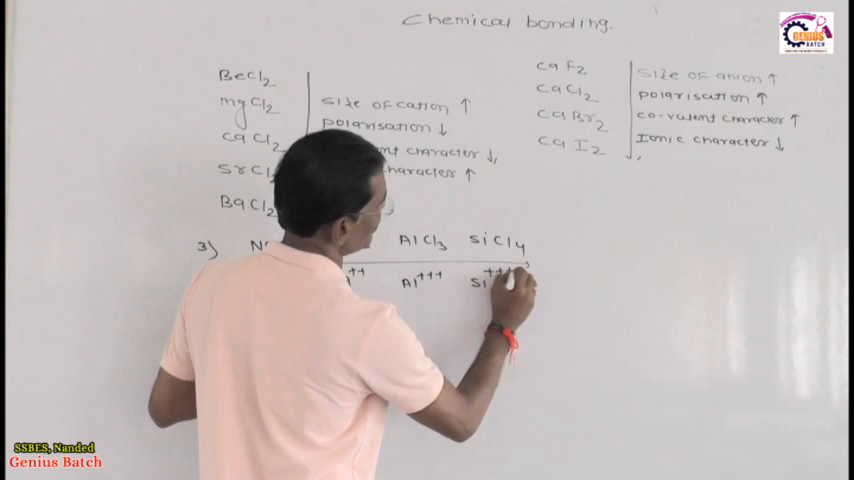 Chemical bonding.
GENIUS
BATCH
BeCl2
MgCl2
CaCl2
SrCl2
BaCl2
Size of cation ↑
polarisation ↓
character ↓,
character ↑
CaF2
CaCl2
CaBr2
CaI2
Size of anion ↑
polarisation ↑
co-valent character ↑
Ionic character ↓
3) AlCl3 SiCl4
++ Al+++ Si+++
SSBES, Nanded
Genius Batch